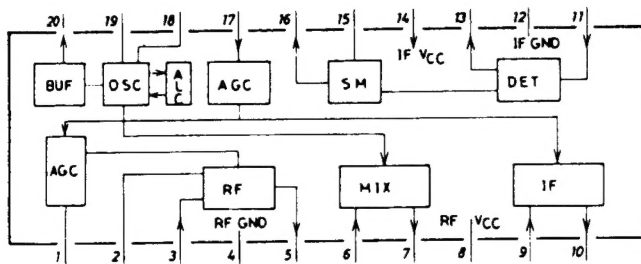 20 19 18 17 16 15 14 13 12 11
IF VCC
IF GND
BUF
OSC
ALC
AGC
SM
DET
AGC
RF
MIX
IF
RF GND
RF VCC
1 2 3 4 5 6 7 8 9 10